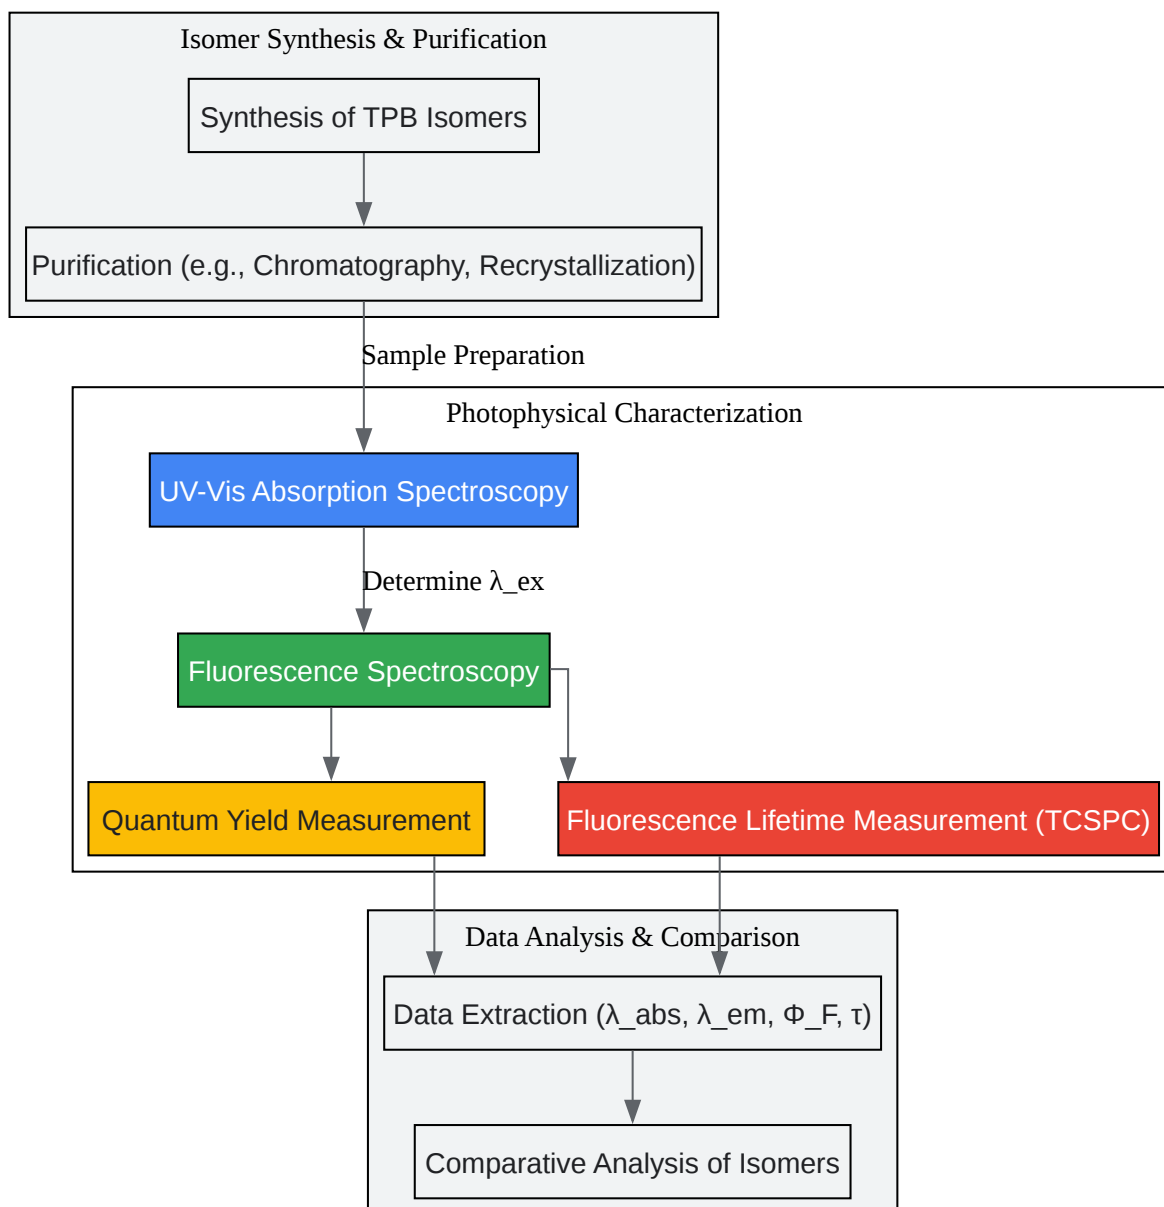 Isomer Synthesis & Purification
Synthesis of TPB Isomers
Purification (e.g., Chromatography, Recrystallization)
Sample Preparation
Photophysical Characterization
UV-Vis Absorption Spectroscopy
Determine λ_ex
Fluorescence Spectroscopy
Quantum Yield Measurement
Fluorescence Lifetime Measurement (TCSPC)
Data Analysis & Comparison
Data Extraction (λ_abs, λ_em, Φ_F, τ)
Comparative Analysis of Isomers